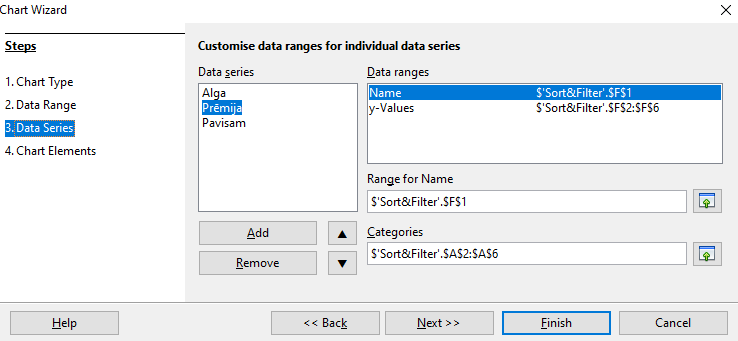 Chart Wizard
Steps
1. Chart Type
2. Data Range
3. Data Series
4. Chart Elements
Customise data ranges for individual data series
Data series
Alga
Prēmija
Pavisam
Add
Remove
Data ranges
Name $'Sort&Filter'.$F$1
y-Values $'Sort&Filter'.$F$2:$F$6
Range for Name
$'Sort&Filter'.$F$1
Categories
$'Sort&Filter'.$A$2:$A$6
Help
<< Back
Next >>
Finish
Cancel